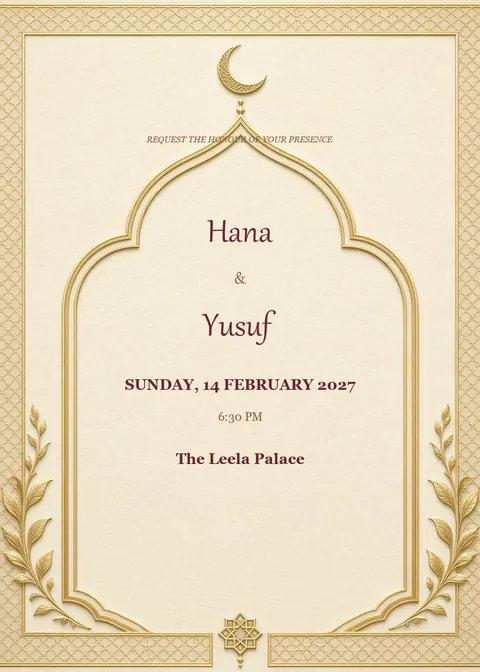 REQUEST THE HONOUR OF YOUR PRESENCE
Hana
&
Yusuf
SUNDAY, 14 FEBRUARY 2027
6:30 PM
The Leela Palace